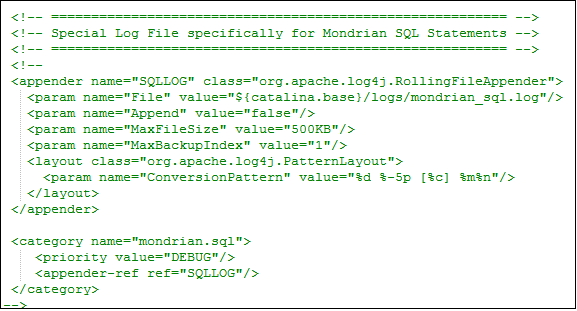 <!-- ========================================================= -->
<!-- Special Log File specifically for Mondrian SQL Statements -->
<!-- ========================================================= -->
<!--
<appender name="SQLLOG" class="org.apache.log4j.RollingFileAppender">
<param name="File" value="${catalina.base}/logs/mondrian_sql.log"/>
<param name="Append" value="false"/>
<param name="MaxFileSize" value="500KB"/>
<param name="MaxBackupIndex" value="1"/>
<layout class="org.apache.log4j.PatternLayout">
<param name="ConversionPattern" value="%d %-5p [%c] %m%n"/>
</layout>
</appender>
<category name="mondrian.sql">
<priority value="DEBUG"/>
<appender-ref ref="SQLLOG"/>
</category>
-->